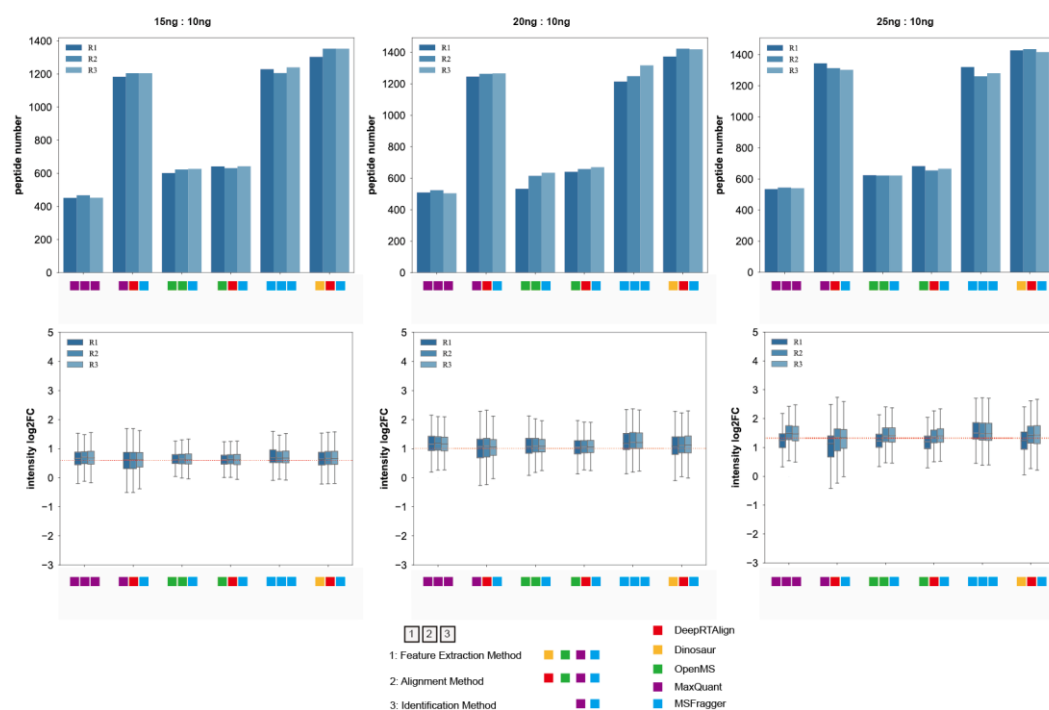 15ng : 10ng
1400
1200
1000
800
600
400
200
0
peptide number
R1
R2
R3
20ng : 10ng
1400
1200
1000
800
600
400
200
0
peptide number
R1
R2
R3
25ng : 10ng
1400
1200
1000
800
600
400
200
0
peptide number
R1
R2
R3
5
4
3
2
1
0
−1
−2
−3
intensity log2FC
R1
R2
R3
5
4
3
2
1
0
−1
−2
−3
intensity log2FC
R1
R2
R3
5
4
3
2
1
0
−1
−2
−3
intensity log2FC
R1
R2
R3
1 2 3
1: Feature Extraction Method
2: Alignment Method
3: Identification Method
DeepRTAlign
Dinosaur
OpenMS
MaxQuant
MSFragger